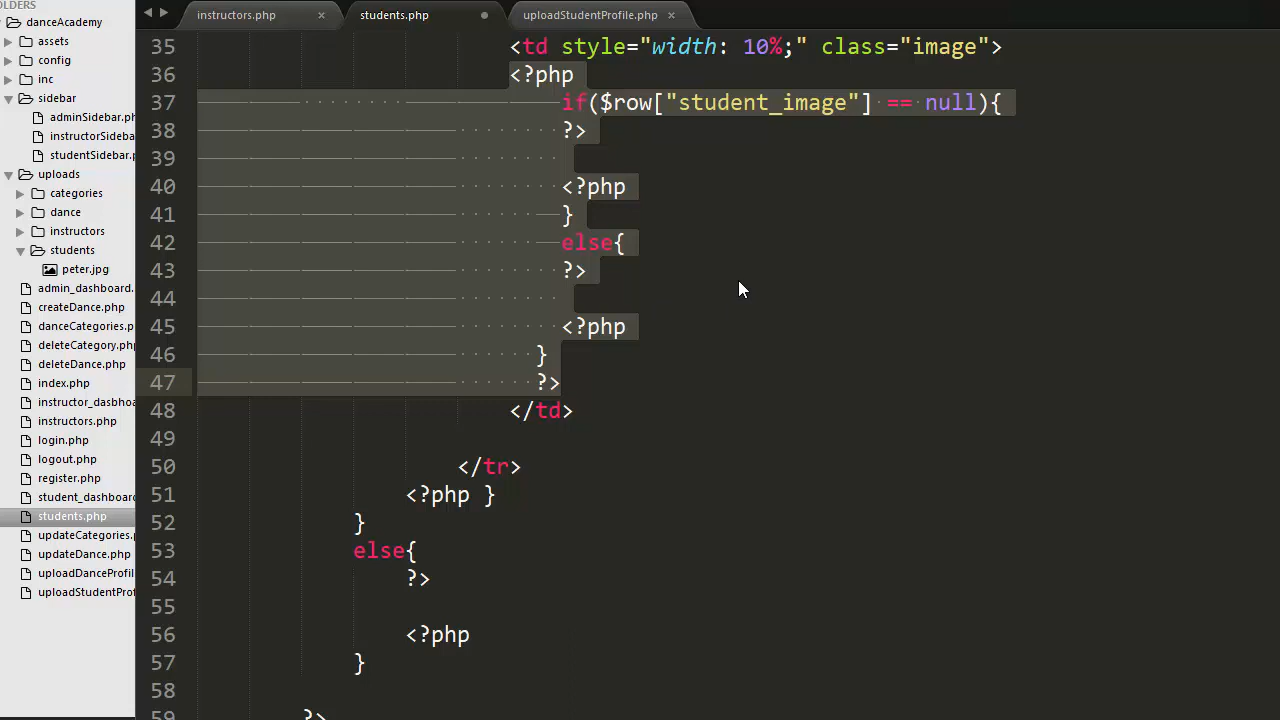 OLDERS
danceAcademy
assets
config
inc
sidebar
adminSidebar.ph
instructorSideba
studentSidebar.p
uploads
categories
dance
instructors
students
peter.jpg
admin_dashboard.
createDance.php
danceCategories.p
deleteCategory.ph
deleteDance.php
index.php
instructor_dasbhoa
instructors.php
login.php
logout.php
register.php
student_dashboard
students.php
updateCategories.p
updateDance.php
uploadDanceProfil
uploadStudentProf
instructors.php × students.php uploadStudentProfile.php ×
35 <td style="width: 10%;" class="image">
36 <?php
37 if($row["student_image"] == null){
38 ?>
39
40 <?php
41 }
42 else{
43 ?>
44
45 <?php
46 }
47 ?>
48 </td>
49
50 </tr>
51 <?php }
52 }
53 else{
54 ?>
55
56 <?php
57 }
58
59 ?>